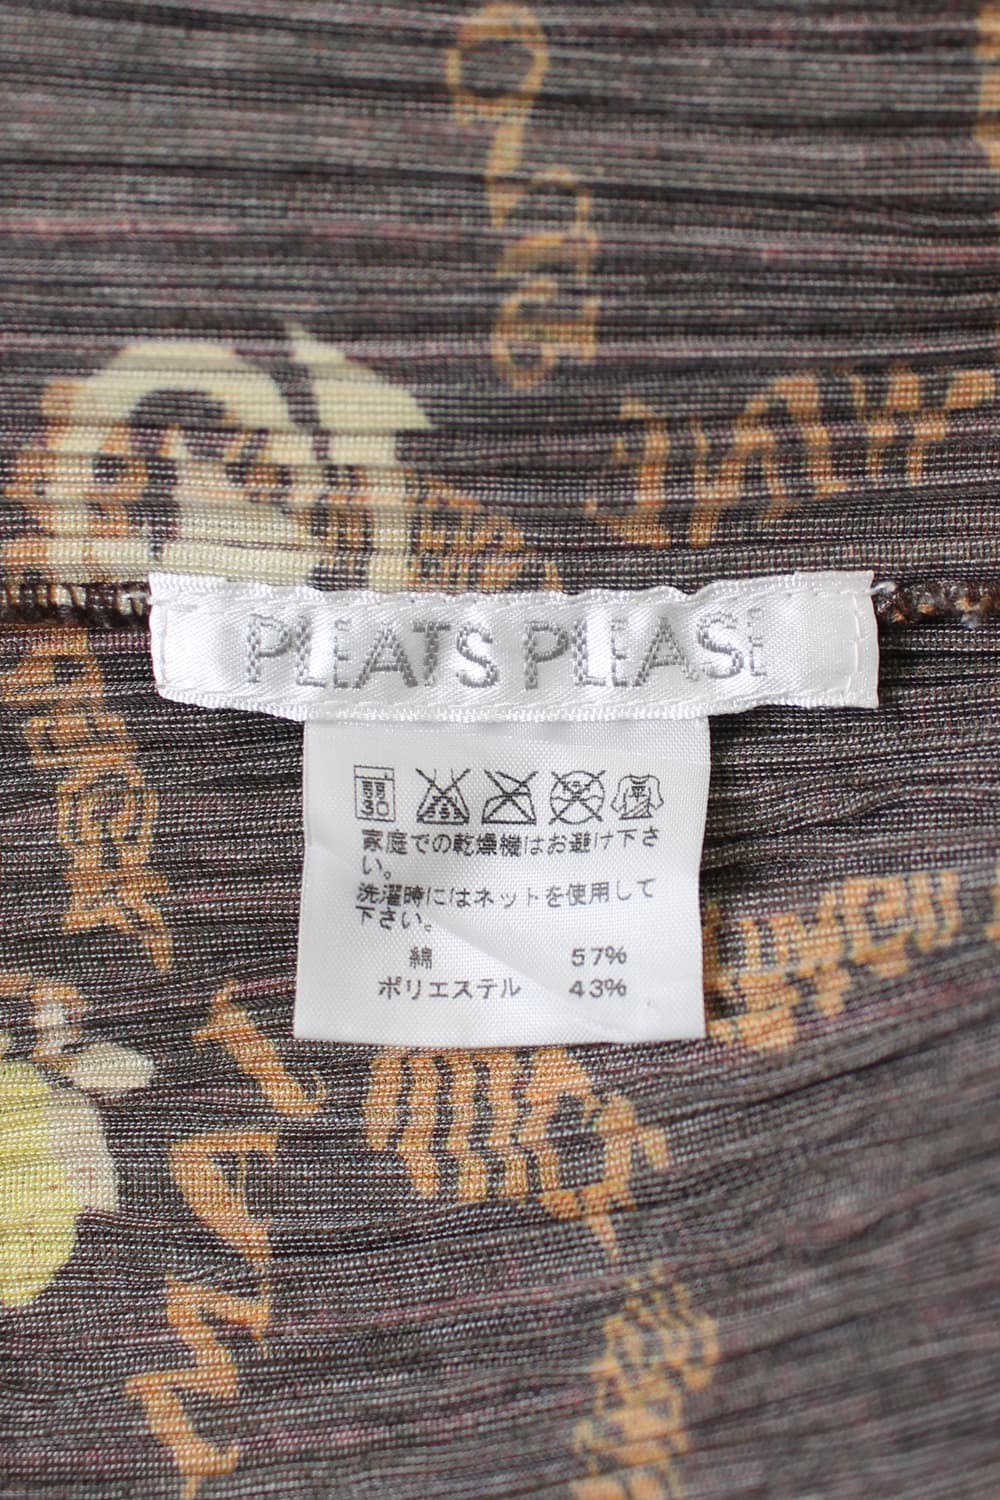 PLEATS PLEASE
30
家庭での乾燥機はお避け下さ
い。
洗濯時にはネットを使用して
下さい。
綿 57%
ポリエステル 43%